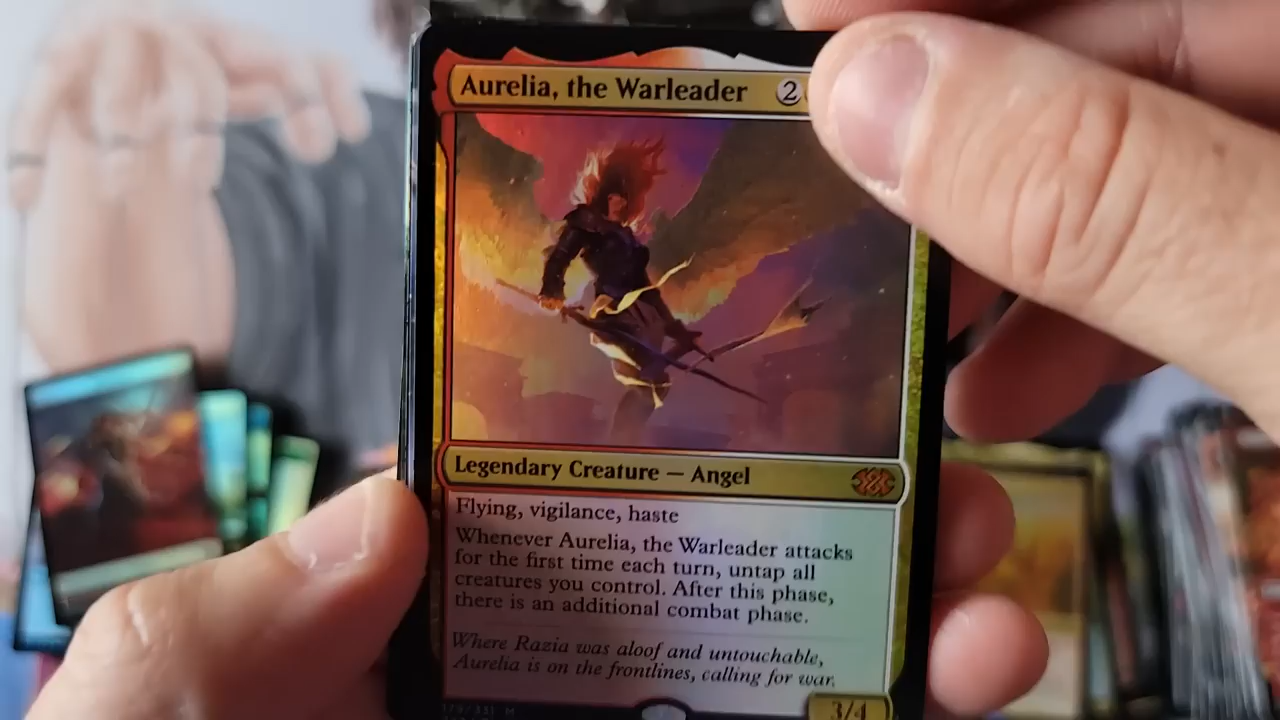 Aurelia, the Warleader 2
Legendary Creature — Angel
Flying, vigilance, haste
Whenever Aurelia, the Warleader attacks
for the first time each turn, untap all
creatures you control. After this phase,
there is an additional combat phase.
Where Razia was aloof and untouchable,
Aurelia is on the frontlines, calling for war.
3/4